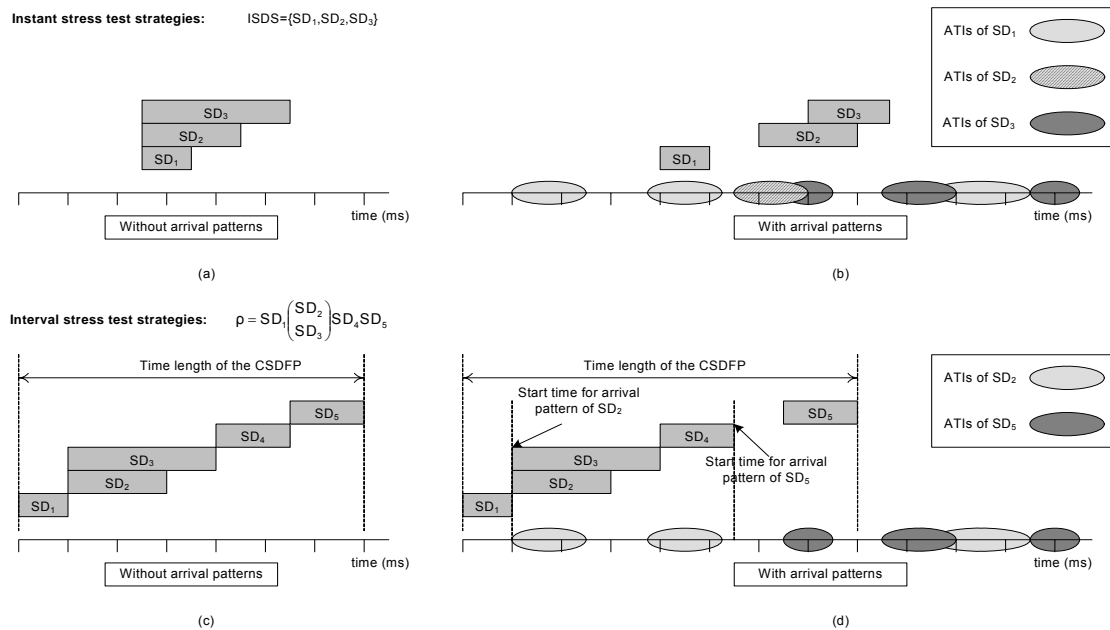 Instant stress test strategies: ISDS={SD₁,SD₂,SD₃}
SD₃
SD₂
SD₁
time (ms)
Without arrival patterns
(a)
ATIs of SD₁
ATIs of SD₂
ATIs of SD₃
SD₃
SD₂
SD₁
time (ms)
With arrival patterns
(b)
Interval stress test strategies: ρ = SD₁(SD₂ SD₃)SD₄SD₅
Time length of the CSDFP
SD₅
SD₄
SD₃
SD₂
SD₁
time (ms)
Without arrival patterns
(c)
Time length of the CSDFP
Start time for arrival
pattern of SD₂
SD₅
SD₄
Start time for arrival
pattern of SD₅
SD₃
SD₂
SD₁
time (ms)
With arrival patterns
(d)
ATIs of SD₂
ATIs of SD₅